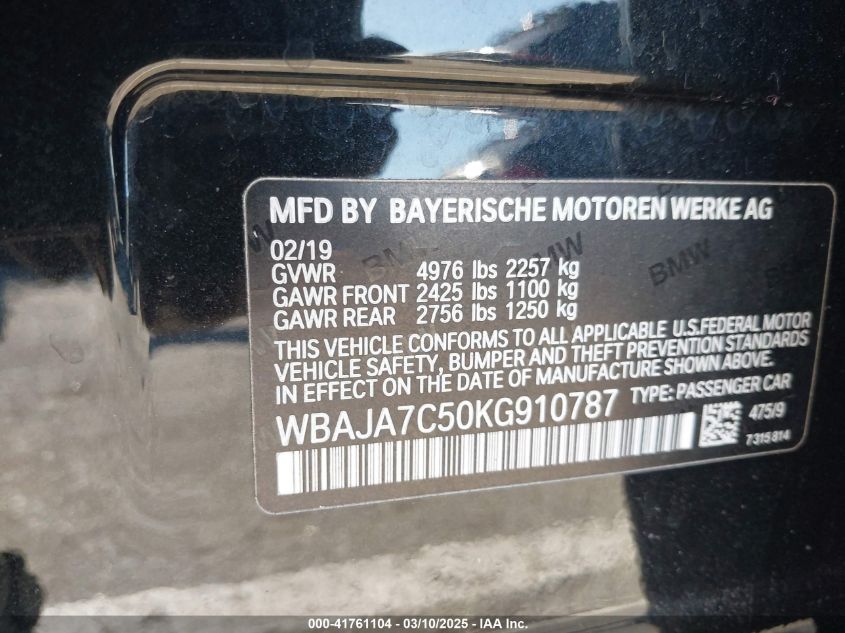 MFD BY BAYERISCHE MOTOREN WERKE AG
02/19
GVWR 4976 lbs 2257 kg
GAWR FRONT 2425 lbs 1100 kg
GAWR REAR 2756 lbs 1250 kg
THIS VEHICLE CONFORMS TO ALL APPLICABLE U.S.FEDERAL MOTOR
VEHICLE SAFETY, BUMPER AND THEFT PREVENTION STANDARDS
IN EFFECT ON THE DATE OF MANUFACTURE SHOWN ABOVE.
WBAJA7C50KG910787 TYPE: PASSENGER CAR
475/9
7315814
BMW
BMW
000-41761104 - 03/10/2025 - IAA Inc.